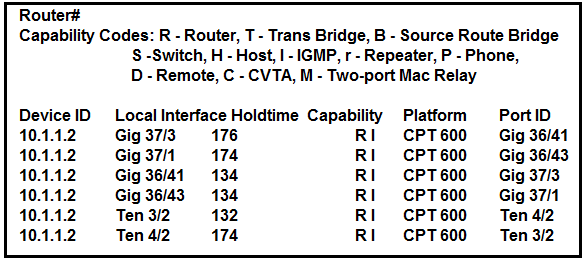 Router#
Capability Codes: R - Router, T - Trans Bridge, B - Source Route Bridge
S -Switch, H - Host, I - IGMP, r - Repeater, P - Phone,
D - Remote, C - CVTA, M - Two-port Mac Relay
Device ID Local Interface Holdtime Capability Platform Port ID
10.1.1.2 Gig 37/3 176 R I CPT 600 Gig 36/41
10.1.1.2 Gig 37/1 174 R I CPT 600 Gig 36/43
10.1.1.2 Gig 36/41 134 R I CPT 600 Gig 37/3
10.1.1.2 Gig 36/43 134 R I CPT 600 Gig 37/1
10.1.1.2 Ten 3/2 132 R I CPT 600 Ten 4/2
10.1.1.2 Ten 4/2 174 R I CPT 600 Ten 3/2